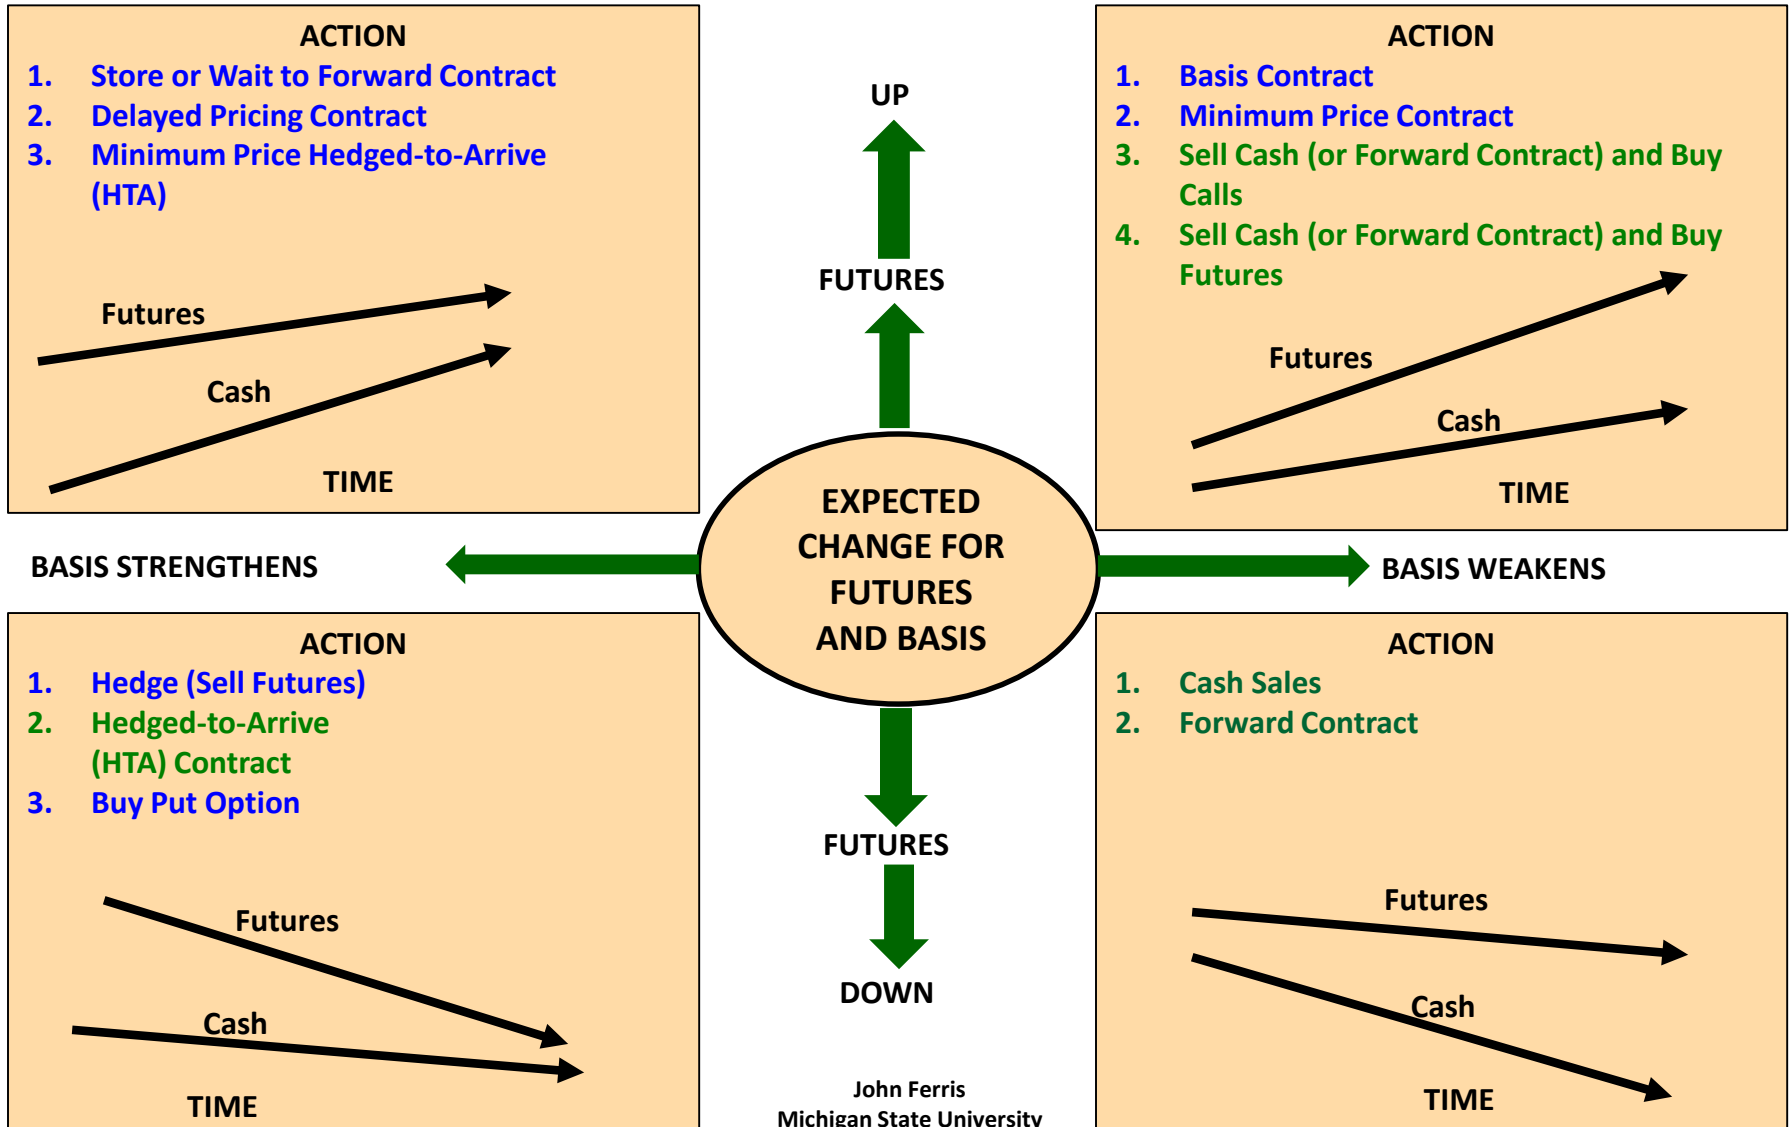 ACTION
1. Store or Wait to Forward Contract
2. Delayed Pricing Contract
3. Minimum Price Hedged-to-Arrive
(HTA)
Futures
Cash
TIME
UP
FUTURES
ACTION
1. Basis Contract
2. Minimum Price Contract
3. Sell Cash (or Forward Contract) and Buy
Calls
4. Sell Cash (or Forward Contract) and Buy
Futures
Futures
Cash
TIME
BASIS STRENGTHENS
EXPECTED
CHANGE FOR
FUTURES
AND BASIS
BASIS WEAKENS
ACTION
1. Hedge (Sell Futures)
2. Hedged-to-Arrive
(HTA) Contract
3. Buy Put Option
Futures
Cash
TIME
FUTURES
DOWN
John Ferris
Michigan State University
ACTION
1. Cash Sales
2. Forward Contract
Futures
Cash
TIME